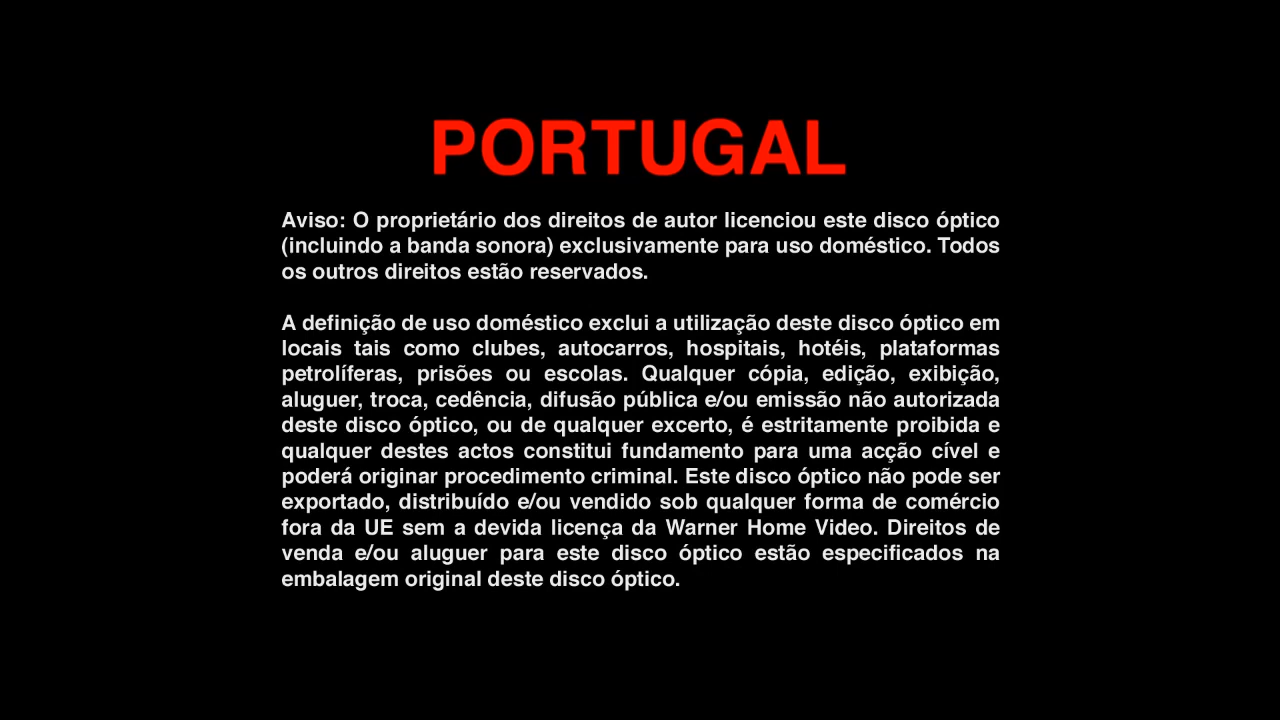 PORTUGAL
Aviso: O proprietário dos direitos de autor licenciou este disco óptico
(incluindo a banda sonora) exclusivamente para uso doméstico. Todos
os outros direitos estão reservados.
A definição de uso doméstico exclui a utilização deste disco óptico em
locais tais como clubes, autocarros, hospitais, hotéis, plataformas
petrolíferas, prisões ou escolas. Qualquer cópia, edição, exibição,
aluguer, troca, cedência, difusão pública e/ou emissão não autorizada
deste disco óptico, ou de qualquer excerto, é estritamente proibida e
qualquer destes actos constitui fundamento para uma acção cível e
poderá originar procedimento criminal. Este disco óptico não pode ser
exportado, distribuído e/ou vendido sob qualquer forma de comércio
fora da UE sem a devida licença da Warner Home Video. Direitos de
venda e/ou aluguer para este disco óptico estão especificados na
embalagem original deste disco óptico.